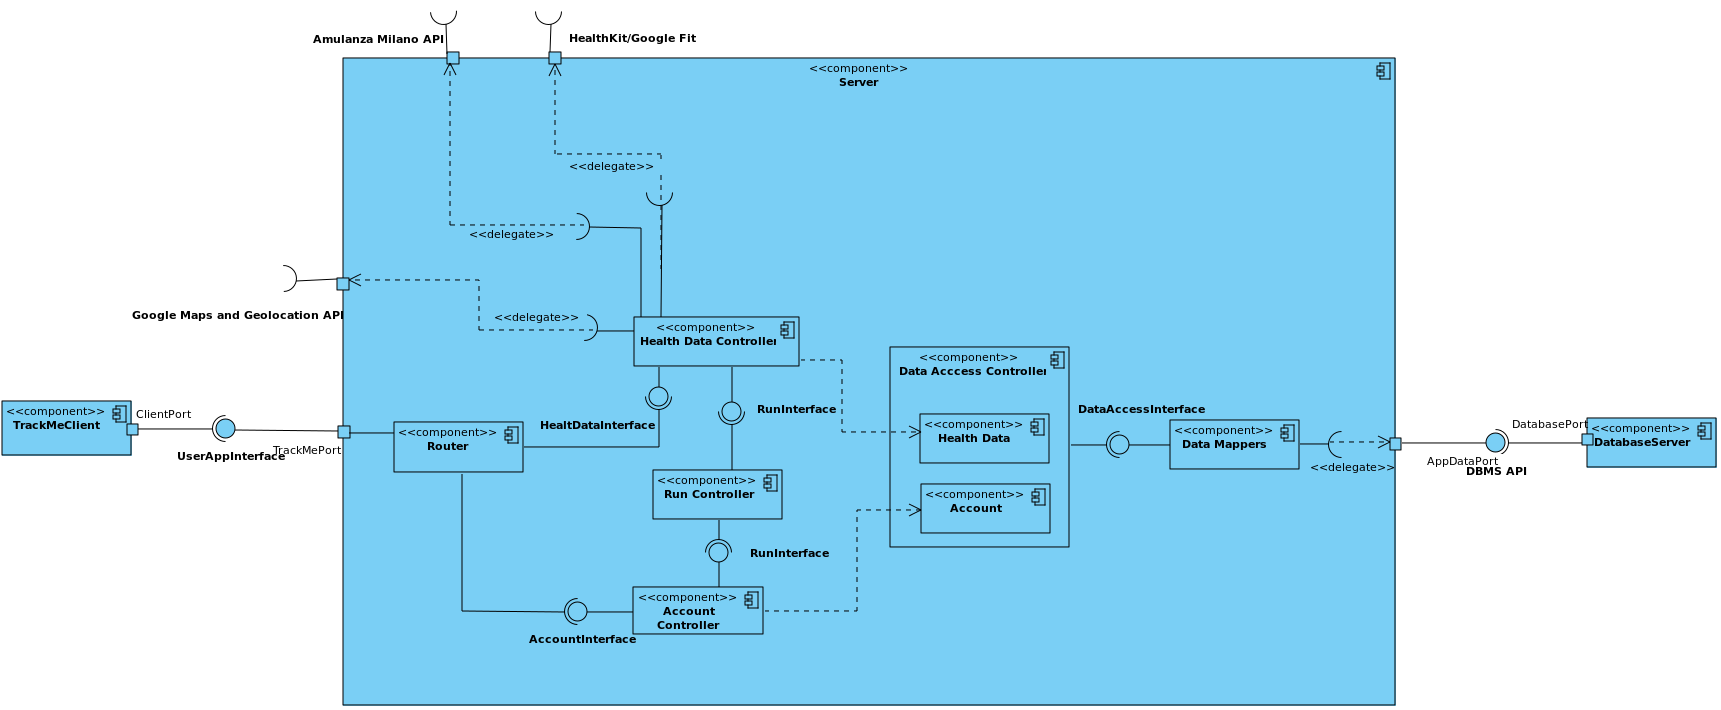 Amulanza Milano API
HealthKit/Google Fit
<<component>>
Server
<<delegate>>
<<delegate>>
Google Maps and Geolocation API
<<delegate>>
<<component>>
Health Data Controller
<<component>>
Data Acccess Controller
<<component>>
TrackMeClient
ClientPort
UserAppInterface
TrackMePort
<<component>>
Router
HealtDataInterface
RunInterface
<<component>>
Health Data
DataAccessInterface
<<component>>
Data Mappers
<<delegate>>
AppDataPort
DBMS API
DatabasePort
<<component>>
DatabaseServer
<<component>>
Run Controller
<<component>>
Account
RunInterface
<<component>>
Account
Controller
AccountInterface